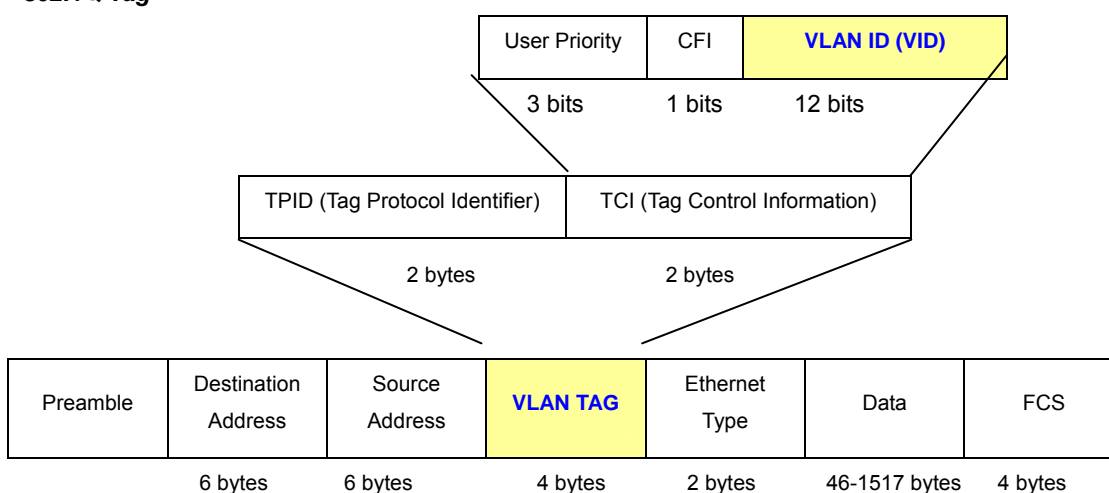 User Priority CFI VLAN ID (VID)
3 bits 1 bits 12 bits
TPID (Tag Protocol Identifier) TCI (Tag Control Information)
2 bytes 2 bytes
Preamble Destination Address Source Address VLAN TAG Ethernet Type Data FCS
6 bytes 6 bytes 4 bytes 2 bytes 46-1517 bytes 4 bytes